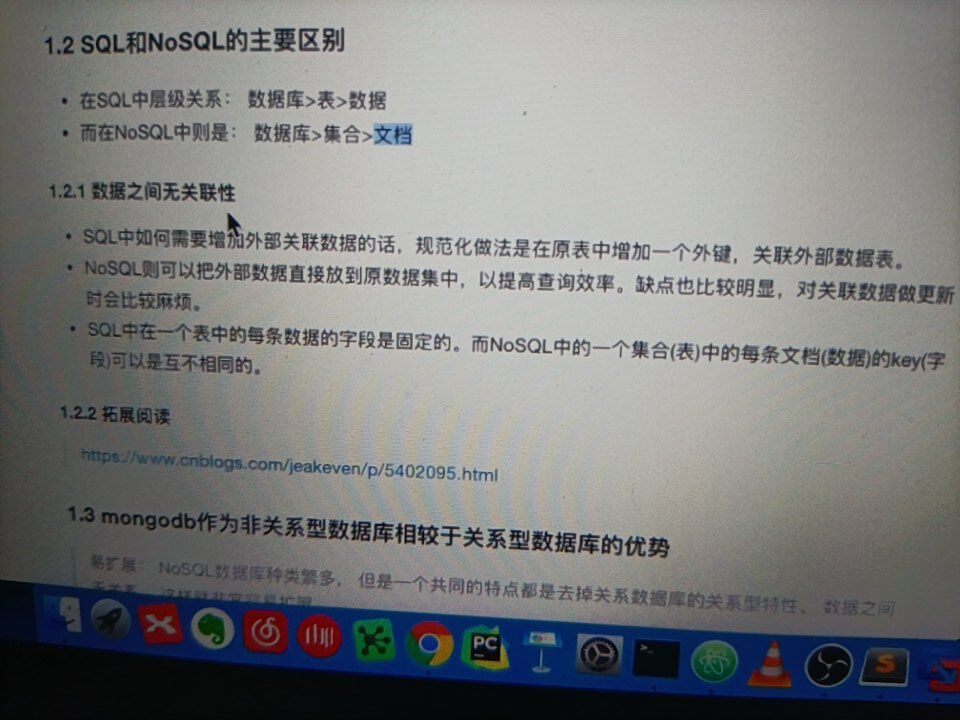 1.2 SQL和NoSQL的主要区别
• 在SQL中层级关系： 数据库>表>数据
• 而在NoSQL中则是： 数据库>集合>文档
1.2.1 数据之间无关联性
• SQL中如何需要增加外部关联数据的话，规范化做法是在原表中增加一个外键，关联外部数据表。
• NoSQL则可以把外部数据直接放到原数据集中，以提高查询效率。缺点也比较明显，对关联数据做更新
时会比较麻烦。
• SQL中在一个表中的每条数据的字段是固定的。而NoSQL中的一个集合(表)中的每条文档(数据)的key(字
段)可以是互不相同的。
1.2.2 拓展阅读
https://www.cnblogs.com/jeakeven/p/5402095.html
1.3 mongodb作为非关系型数据库相较于关系型数据库的优势
易扩展： NoSQL数据库种类繁多， 但是一个共同的特点都是去掉关系数据库的关系型特性。 数据之间
无关系， 这样就非常容易扩展
PC
S